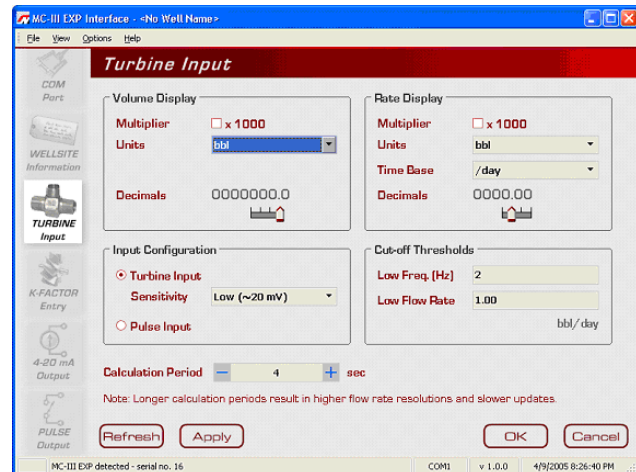 MC-III EXP Interface - <No Well Name>
File View Options Help
Turbine Input
COM
Port
WELLSITE
Information
TURBINE
Input
K-FACTOR
Entry
4-20 mA
Output
PULSE
Output
Volume Display
Multiplier x 1000
Units bbl
Decimals 0000000.0
Rate Display
Multiplier x 1000
Units bbl
Time Base /day
Decimals 0000.00
Input Configuration
Turbine Input
Sensitivity Low (~20 mV)
Pulse Input
Cut-off Thresholds
Low Freq. (Hz) 2
Low Flow Rate 1.00
bbl/day
Calculation Period 4 sec
Note: Longer calculation periods result in higher flow rate resolutions and slower updates.
Refresh Apply OK Cancel
MC-III EXP detected - serial no. 16 COM1 v 1.0.0 4/9/2005 8:26:40 PM